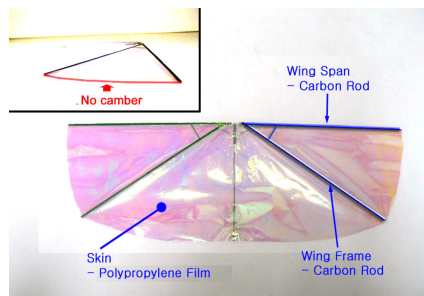 No camber
Wing Span
- Carbon Rod
Skin
- Polypropylene Film
Wing Frame
- Carbon Rod